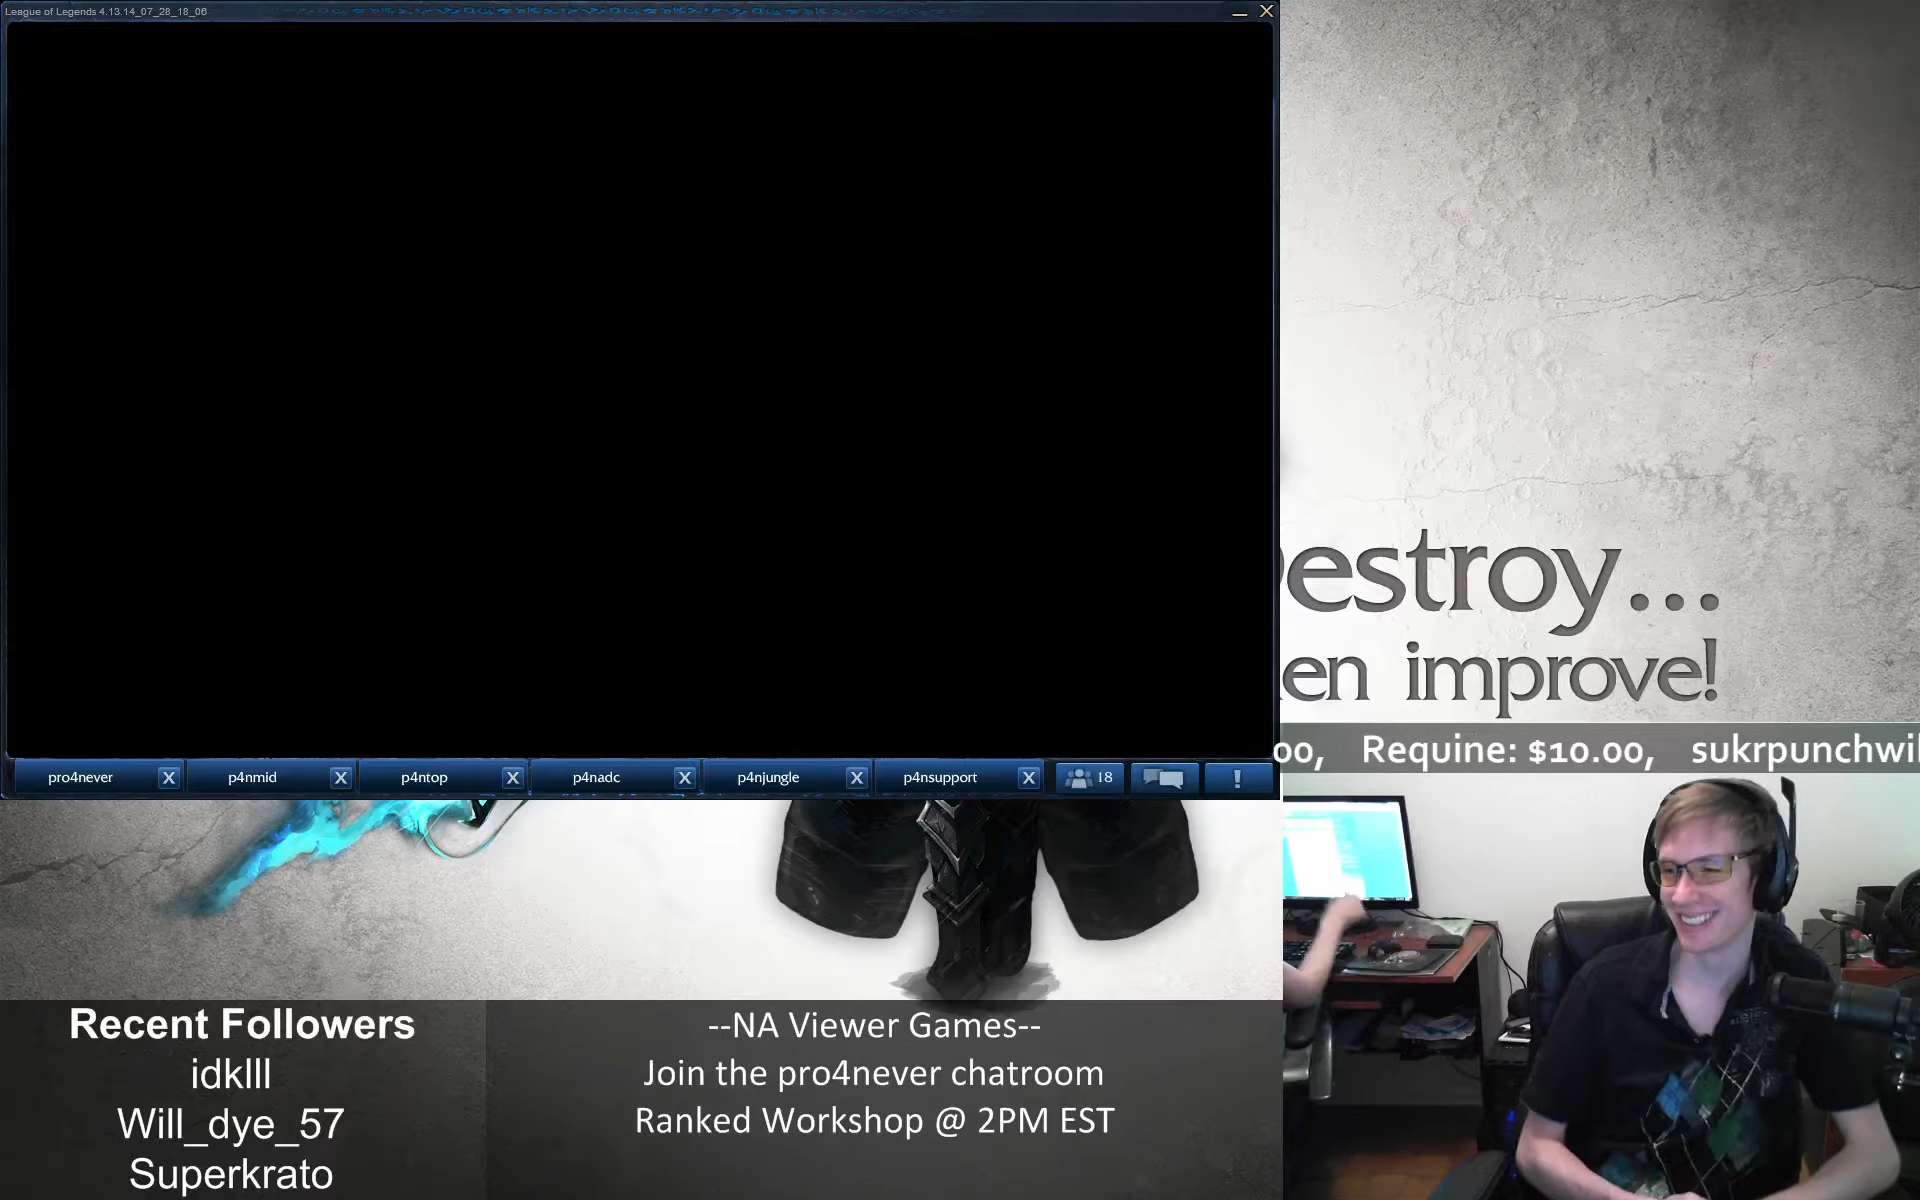 League of Legends 4.13.14_07_28_18_06
estroy...
en improve!
00, Requine: $10.00, sukrpunchwil
pro4never X p4nmid X p4ntop X p4nadc X p4njungle X p4nsupport X 18 !
Recent Followers
idklll
Will_dye_57
Superkrato
--NA Viewer Games--
Join the pro4never chatroom
Ranked Workshop @ 2PM EST